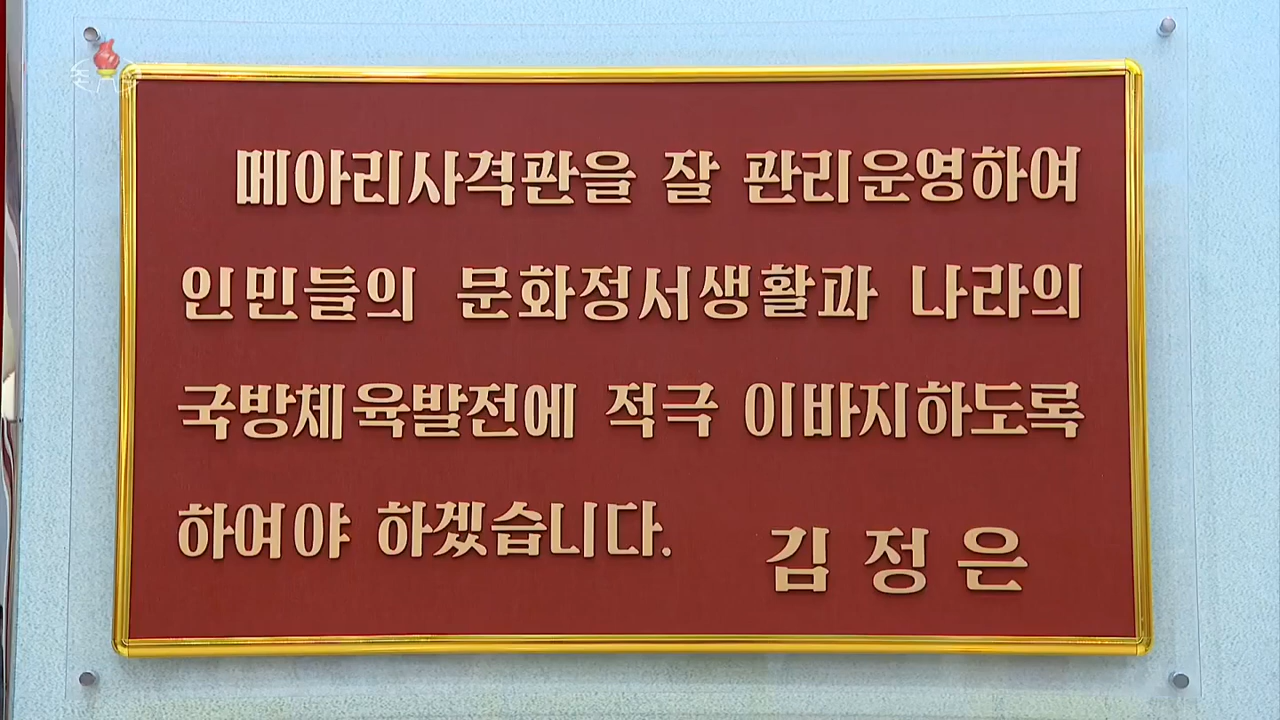 메아리사격관을 잘 관리운영하여
인민들의 문화정서생활과 나라의
국방체육발전에 적극 이바지하도록
하여야 하겠습니다.
김정은